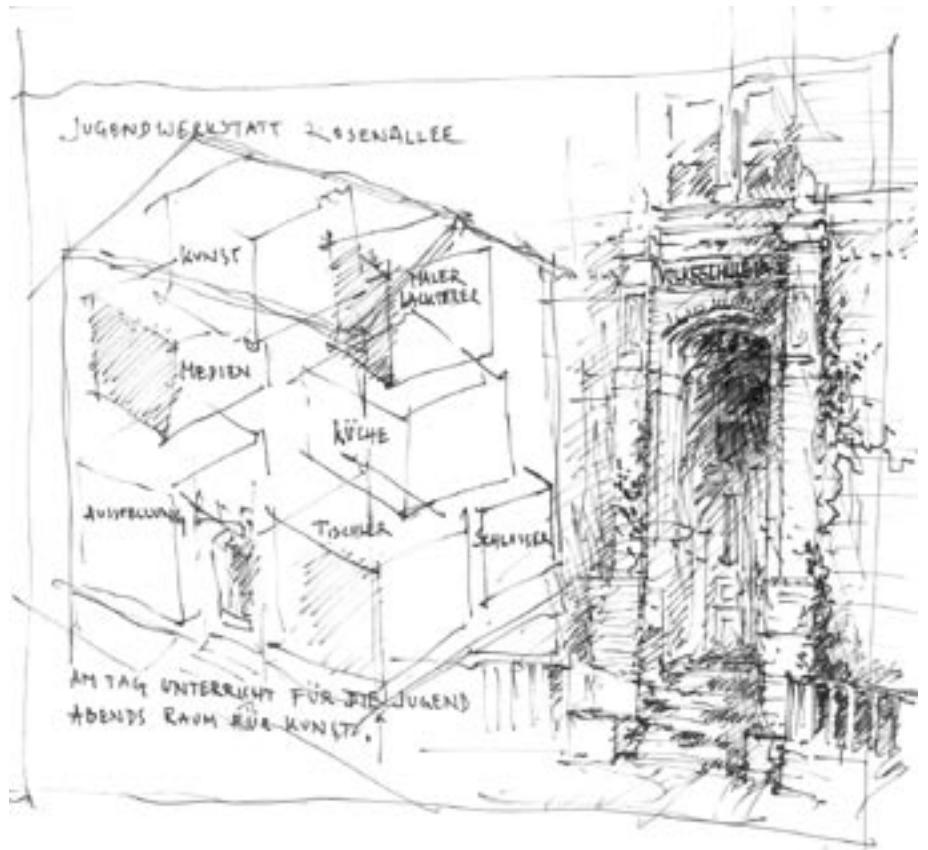 JUGENDWERKSTATT ROSENALLEE
KUNST
MALER
LACKIERER
MEDIEN
KÜCHE
AUSSTELLUNG
TISCHLER
SCHLOSSER
AM TAG UNTERRICHT FÜR DIE JUGEND
ABENDS RAUM FÜR KUNST.